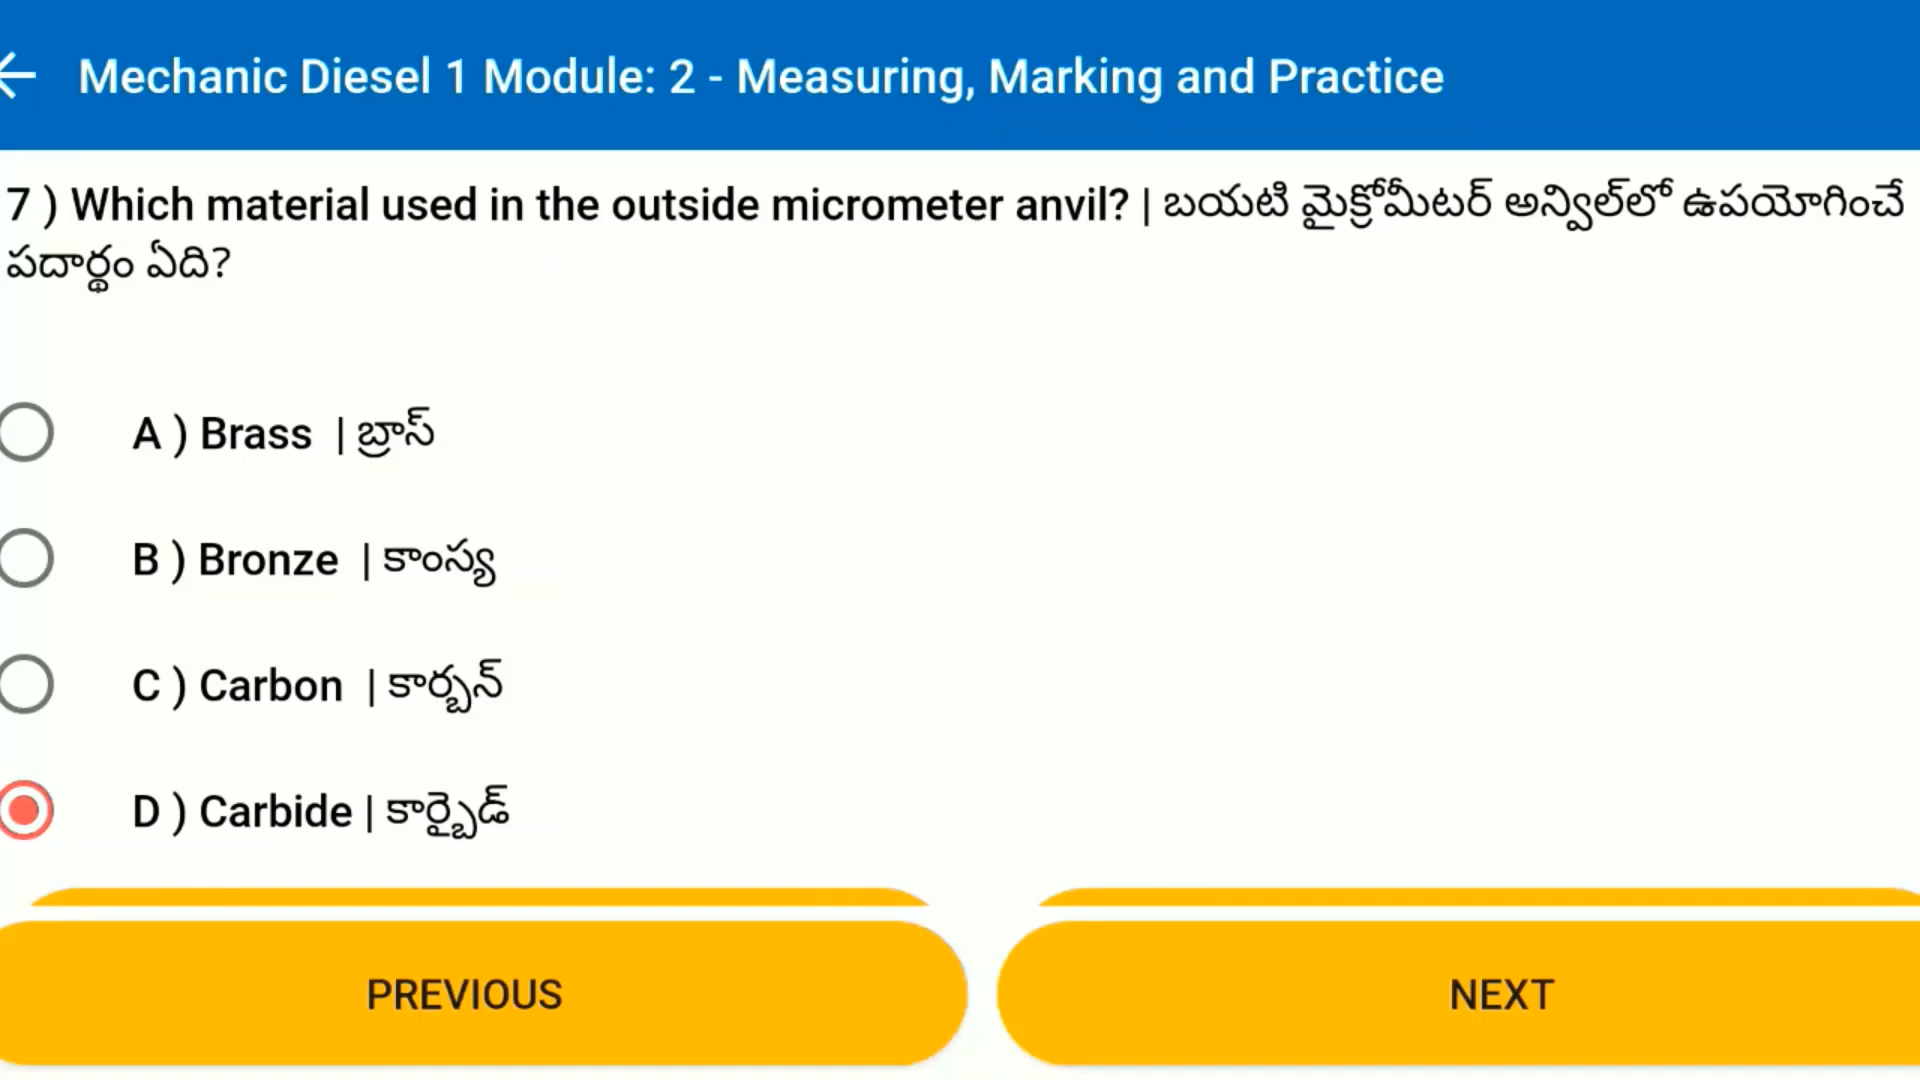 Mechanic Diesel 1 Module: 2 - Measuring, Marking and Practice
7 ) Which material used in the outside micrometer anvil? | బయటి మైక్రోమీటర్ అన్విల్‌లో ఉపయోగించే
పదార్థం ఏది?
A ) Brass | బ్రాస్
B ) Bronze | కాంస్య
C ) Carbon | కార్బన్
D ) Carbide | కార్బైడ్
PREVIOUS
NEXT